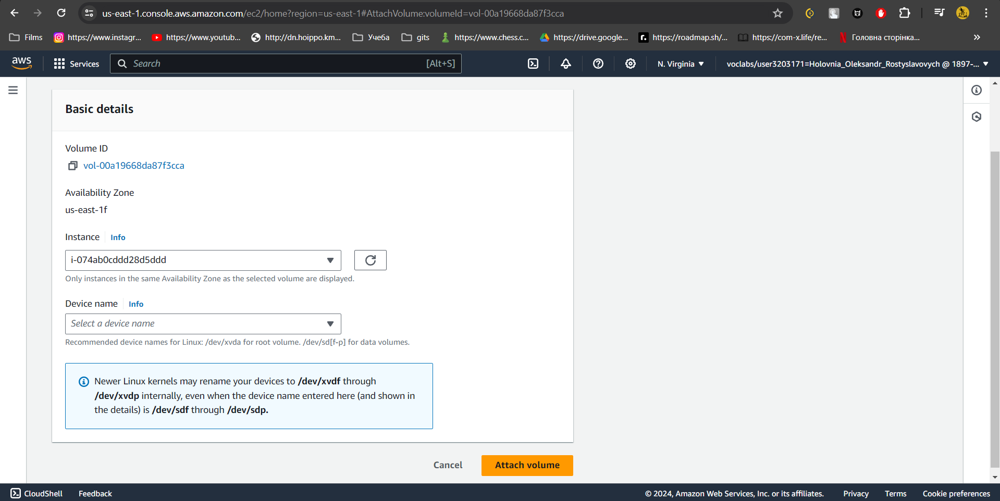 us-east-1.console.aws.amazon.com/ec2/home?region=us-east-1#AttachVolume:volumeId=vol-00a19668da87f3cca
Films https://www.instagr... https://www.youtub... http://dn.hoippo.km... Учеба gits https://www.chess.c... https://drive.google... r. https://roadmap.sh/... https://com-x.life/re... Головна сторінка... »
aws Services Search [Alt+S] N. Virginia voclabs/user3203171=Holovnia_Oleksandr_Rostyslavovych @ 1897-...
Basic details
Volume ID
vol-00a19668da87f3cca
Availability Zone
us-east-1f
Instance Info
i-074ab0cddd28d5ddd
Only instances in the same Availability Zone as the selected volume are displayed.
Device name Info
Select a device name
Recommended device names for Linux: /dev/xvda for root volume. /dev/sd[f-p] for data volumes.
Newer Linux kernels may rename your devices to /dev/xvdf through
/dev/xvdp internally, even when the device name entered here (and shown in
the details) is /dev/sdf through /dev/sdp.
Cancel Attach volume
CloudShell Feedback © 2024, Amazon Web Services, Inc. or its affiliates. Privacy Terms Cookie preferences